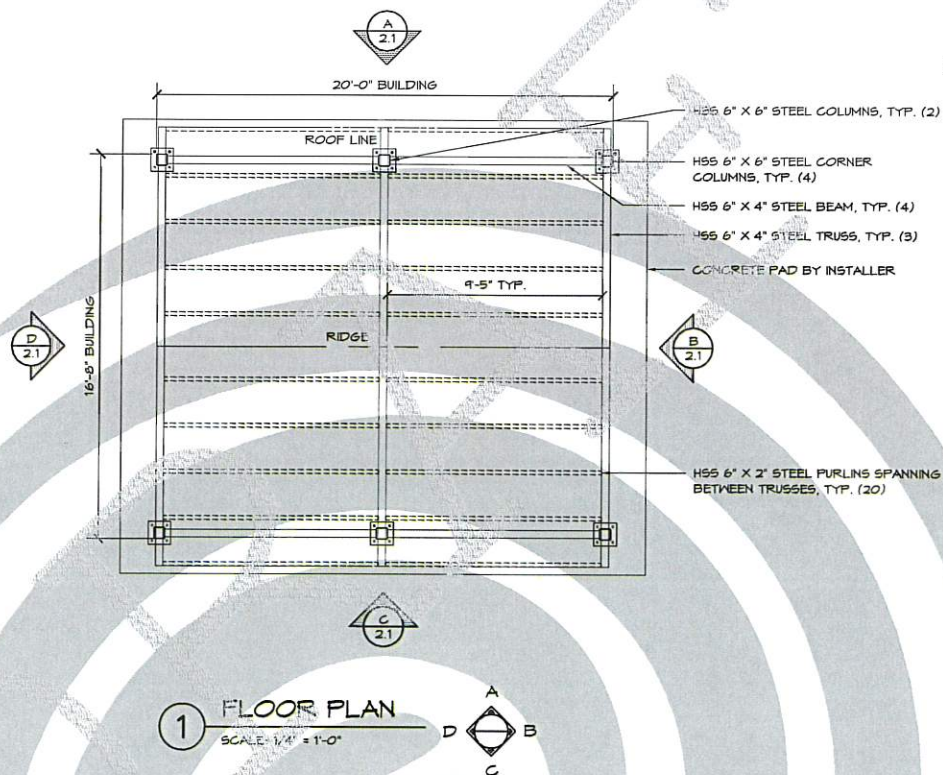 A
2.1
20'-0" BUILDING
ROOF LINE
HSS 6" X 6" STEEL COLUMNS, TYP. (2)
HSS 6" X 6" STEEL CORNER
COLUMNS, TYP. (4)
HSS 6" X 4" STEEL BEAM, TYP. (4)
HSS 6" X 4" STEEL TRUSS, TYP. (3)
CONCRETE PAD BY INSTALLER
9'-5" TYP.
D
2.1
16'-8" BUILDING
RIDGE
B
2.1
HSS 6" X 2" STEEL PURLINS SPANNING
BETWEEN TRUSSES, TYP. (20)
C
2.1
1
FLOOR PLAN
SCALE: 1/4" = 1'-0"
A
D
B
C